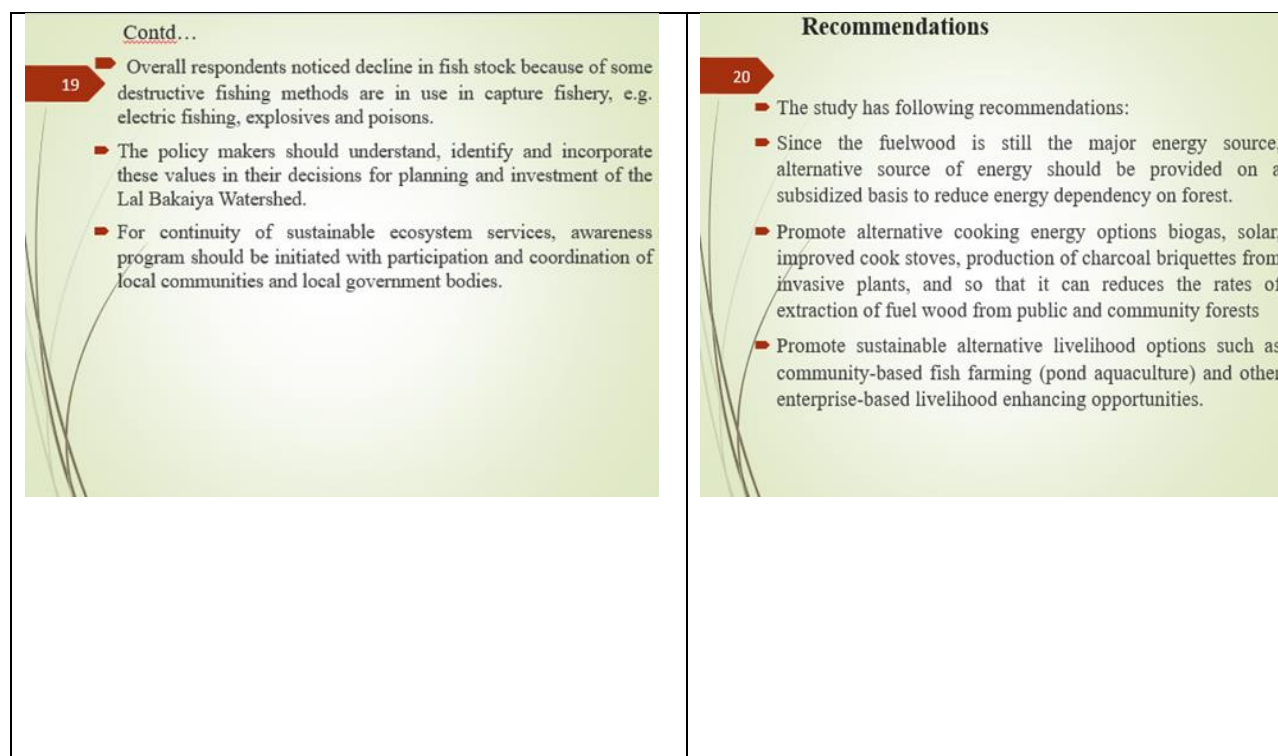 Contd…
19
Overall respondents noticed decline in fish stock because of some
destructive fishing methods are in use in capture fishery, e.g.
electric fishing, explosives and poisons.
The policy makers should understand, identify and incorporate
these values in their decisions for planning and investment of the
Lal Bakaiya Watershed.
For continuity of sustainable ecosystem services, awareness
program should be initiated with participation and coordination of
local communities and local government bodies.
Recommendations
20
The study has following recommendations:
Since the fuelwood is still the major energy source,
alternative source of energy should be provided on a
subsidized basis to reduce energy dependency on forest.
Promote alternative cooking energy options biogas, solar,
improved cook stoves, production of charcoal briquettes from
invasive plants, and so that it can reduces the rates of
extraction of fuel wood from public and community forests
Promote sustainable alternative livelihood options such as
community-based fish farming (pond aquaculture) and other
enterprise-based livelihood enhancing opportunities.